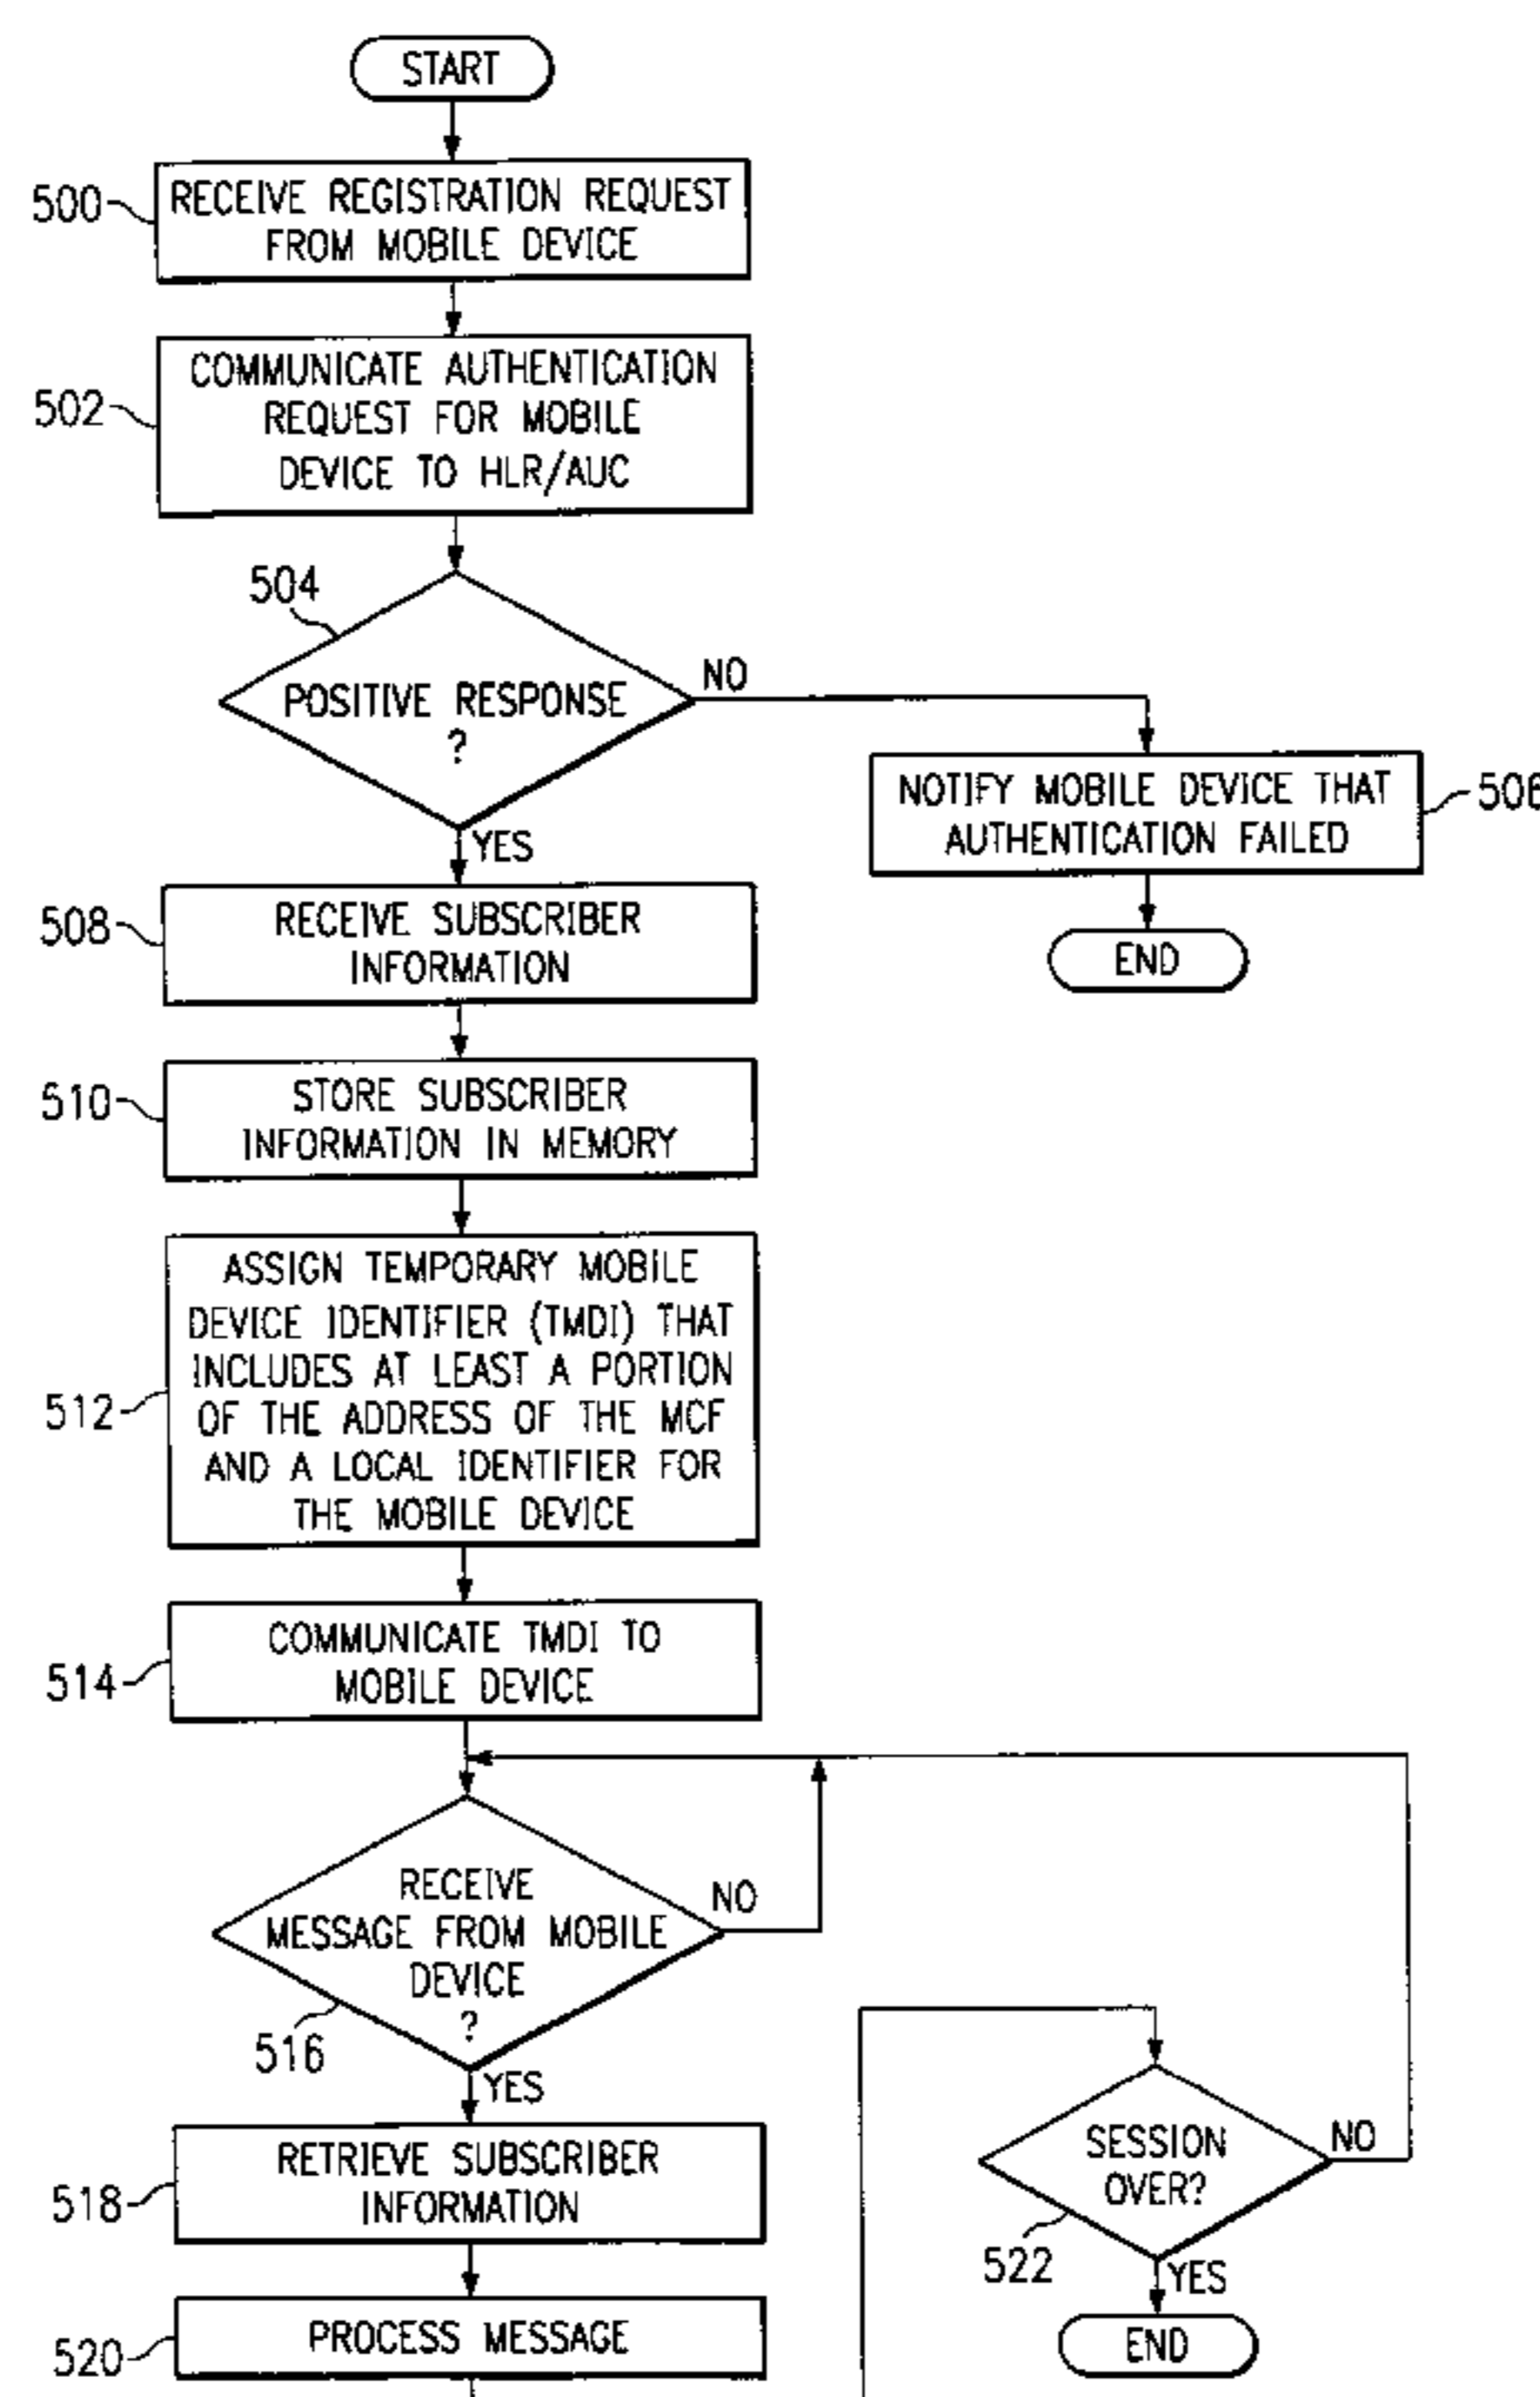 START
500
RECEIVE REGISTRATION REQUEST
FROM MOBILE DEVICE
502
COMMUNICATE AUTHENTICATION
REQUEST FOR MOBILE
DEVICE TO HLR/AUC
504
POSITIVE RESPONSE
?
NO
YES
NOTIFY MOBILE DEVICE THAT
AUTHENTICATION FAILED
506
END
508
RECEIVE SUBSCRIBER
INFORMATION
510
STORE SUBSCRIBER
INFORMATION IN MEMORY
512
ASSIGN TEMPORARY MOBILE
DEVICE IDENTIFIER (TMDI) THAT
INCLUDES AT LEAST A PORTION
OF THE ADDRESS OF THE MCF
AND A LOCAL IDENTIFIER FOR
THE MOBILE DEVICE
514
COMMUNICATE TMDI TO
MOBILE DEVICE
RECEIVE
MESSAGE FROM MOBILE
DEVICE
?
NO
516
YES
518
RETRIEVE SUBSCRIBER
INFORMATION
520
PROCESS MESSAGE
SESSION
OVER?
NO
522
YES
END